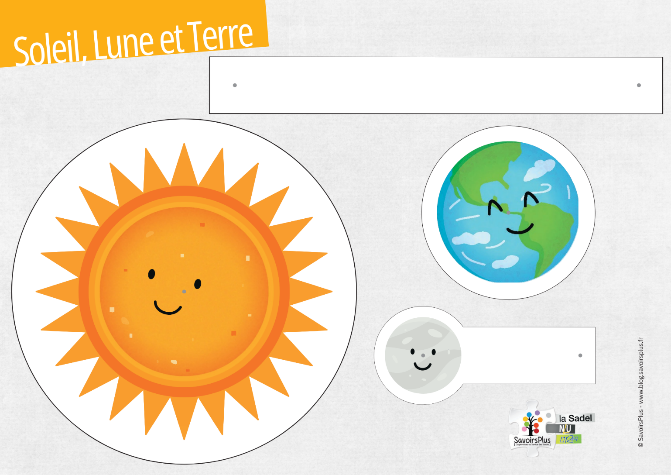 Soleil, Lune et Terre
la Sadel
SavoirsPlus
© SavoirsPlus - www.blog.savoirsplus.fr